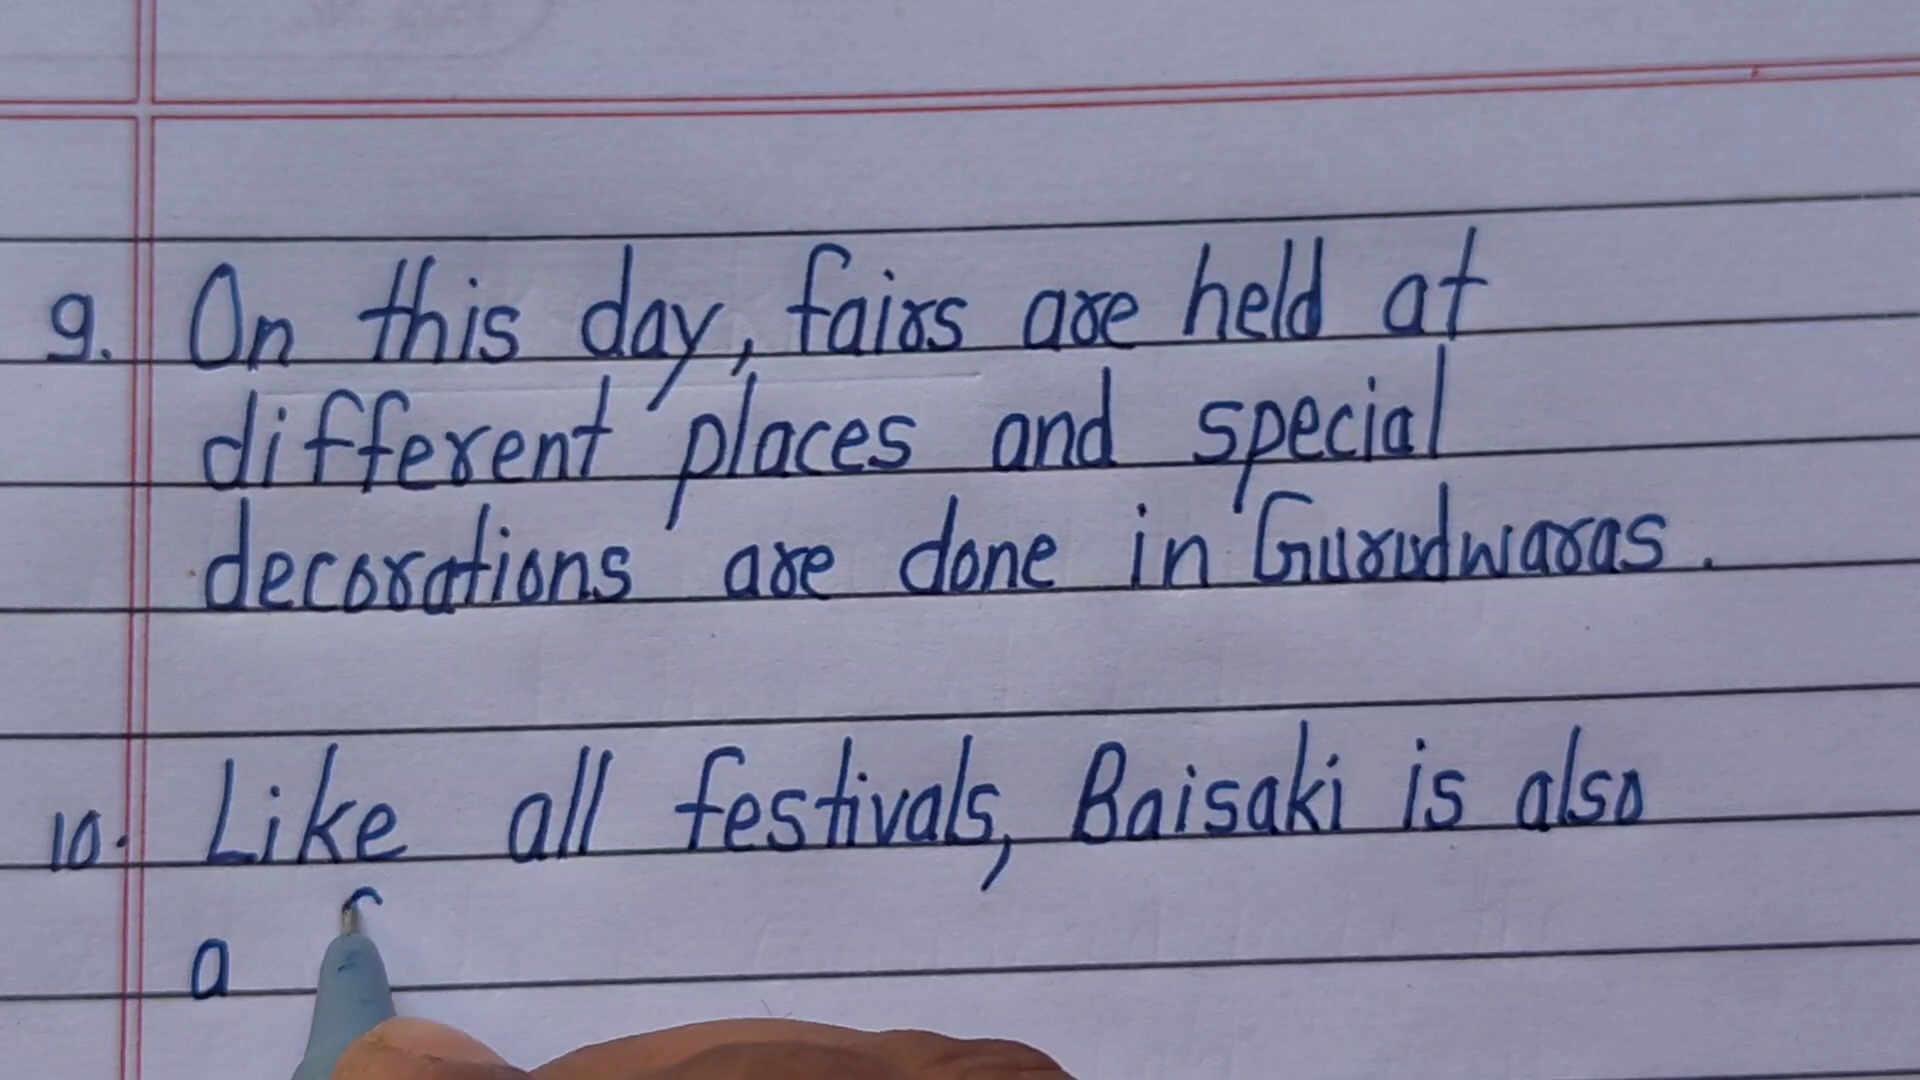 9. On this day, fairs are held at
different places and special
decorations are done in Gurudwaras.
10. Like all festivals, Baisaki is also
a